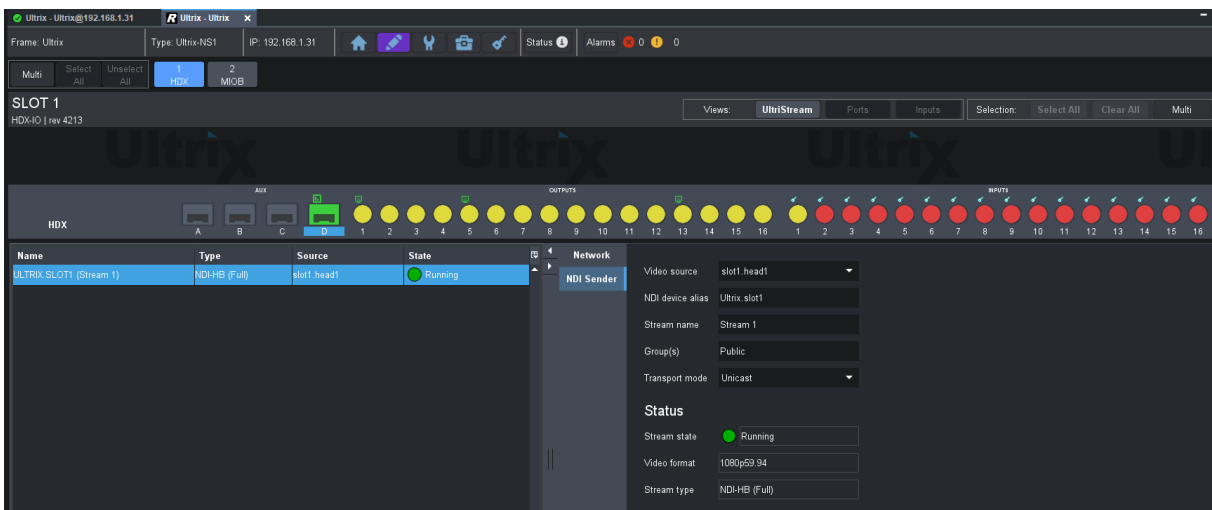 Ultrix - Ultrix@192.168.1.31
R Ultrix - Ultrix X
Frame: Ultrix
Type: Ultrix-NS1
IP: 192.168.1.31
Status
Alarms 0 0
Multi
Select All
Unselect All
1 HDX
2 MIOB
SLOT 1
HDX-IO | rev 4213
Views: UltriStream Ports Inputs
Selection: Select All Clear All Multi
Ultrix Ultrix Ultrix Ul
AUX OUTPUTS INPUTS
HDX
A B C D 1 2 3 4 5 6 7 8 9 10 11 12 13 14 15 16 1 2 3 4 5 6 7 8 9 10 11 12 13 14 15 16
Name Type Source State
ULTRIX.SLOT1 (Stream 1) NDI-HB (Full) slot1.head1 Running
Network
NDI Sender
Video source slot1.head1
NDI device alias Ultrix.slot1
Stream name Stream 1
Group(s) Public
Transport mode Unicast
Status
Stream state Running
Video format 1080p59.94
Stream type NDI-HB (Full)